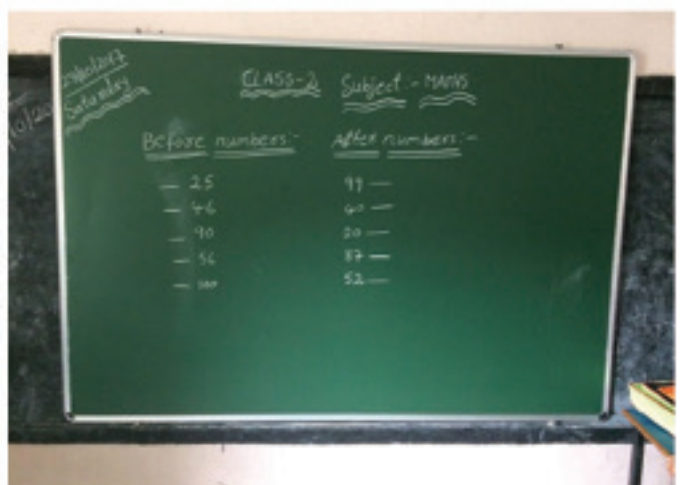 Saturday
CLASS-2 Subject:- MATHS
Before numbers:- After numbers:-
— 25 99 —
— 46 40 —
— 90 20 —
— 56 87 —
— 100 52 —